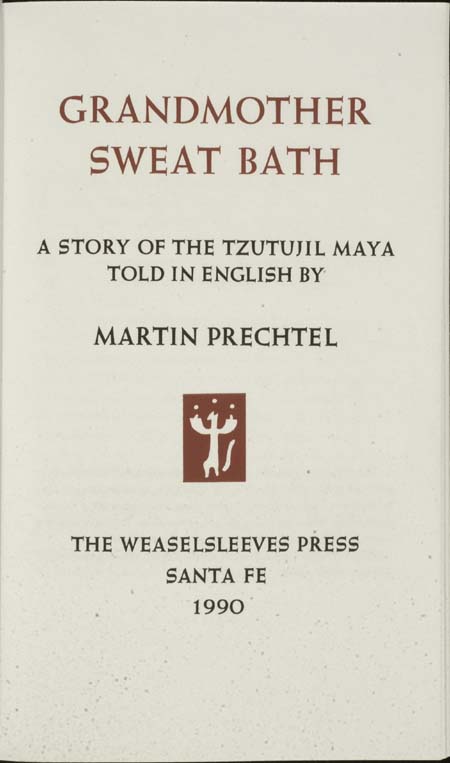 GRANDMOTHER
SWEAT BATH
A STORY OF THE TZUTUJIL MAYA
TOLD IN ENGLISH BY
MARTIN PRECHTEL
THE WEASELSLEEVES PRESS
SANTA FE
1990